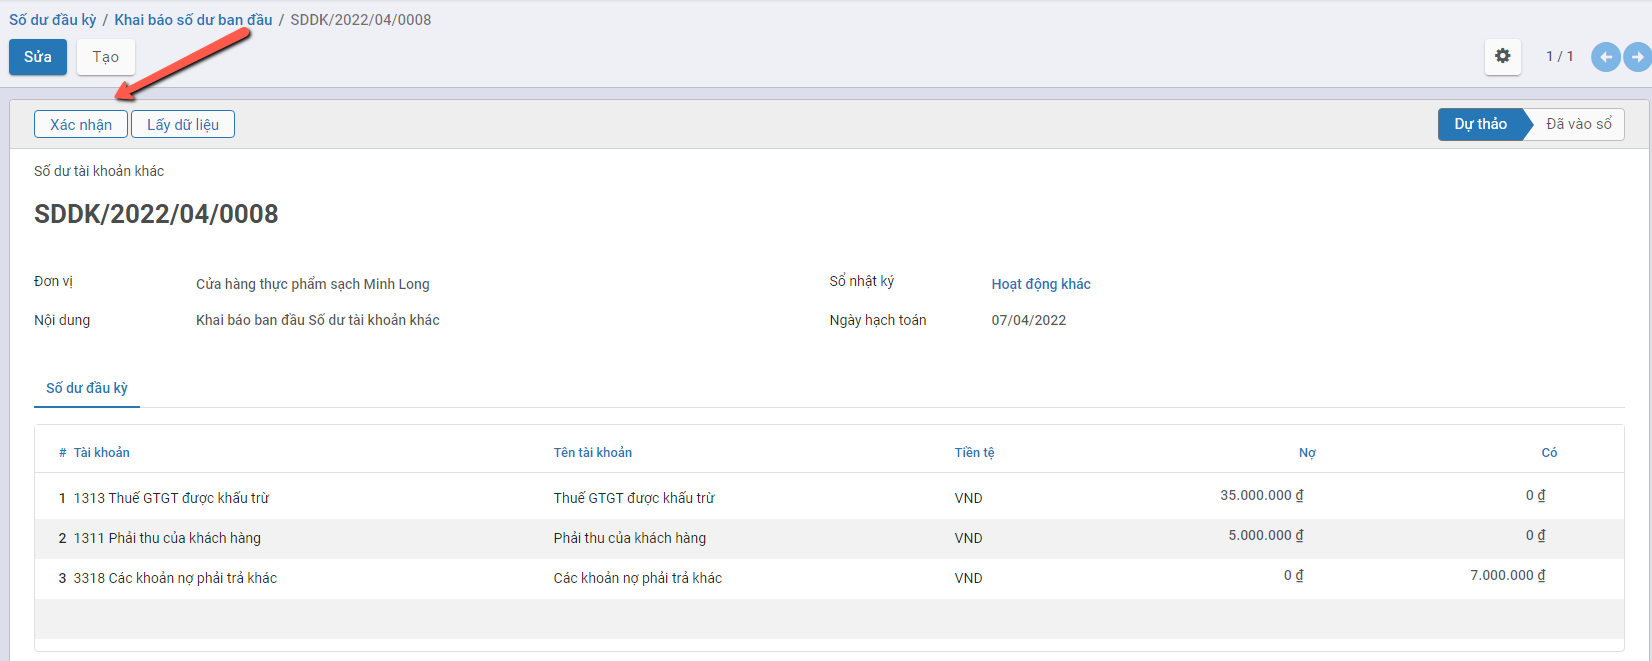 Số dư đầu kỳ / Khai báo số dư ban đầu / SDDK/2022/04/0008
Sửa Tạo 1 / 1
Xác nhận Lấy dữ liệu Dự thảo Đã vào sổ
Số dư tài khoản khác
SDDK/2022/04/0008
Đơn vị Cửa hàng thực phẩm sạch Minh Long Sổ nhật ký Hoạt động khác
Nội dung Khai báo ban đầu Số dư tài khoản khác Ngày hạch toán 07/04/2022
Số dư đầu kỳ
# Tài khoản Tên tài khoản Tiền tệ Nợ Có
1 1313 Thuế GTGT được khấu trừ Thuế GTGT được khấu trừ VND 35.000.000 ₫ 0 ₫
2 1311 Phải thu của khách hàng Phải thu của khách hàng VND 5.000.000 ₫ 0 ₫
3 3318 Các khoản nợ phải trả khác Các khoản nợ phải trả khác VND 0 ₫ 7.000.000 ₫